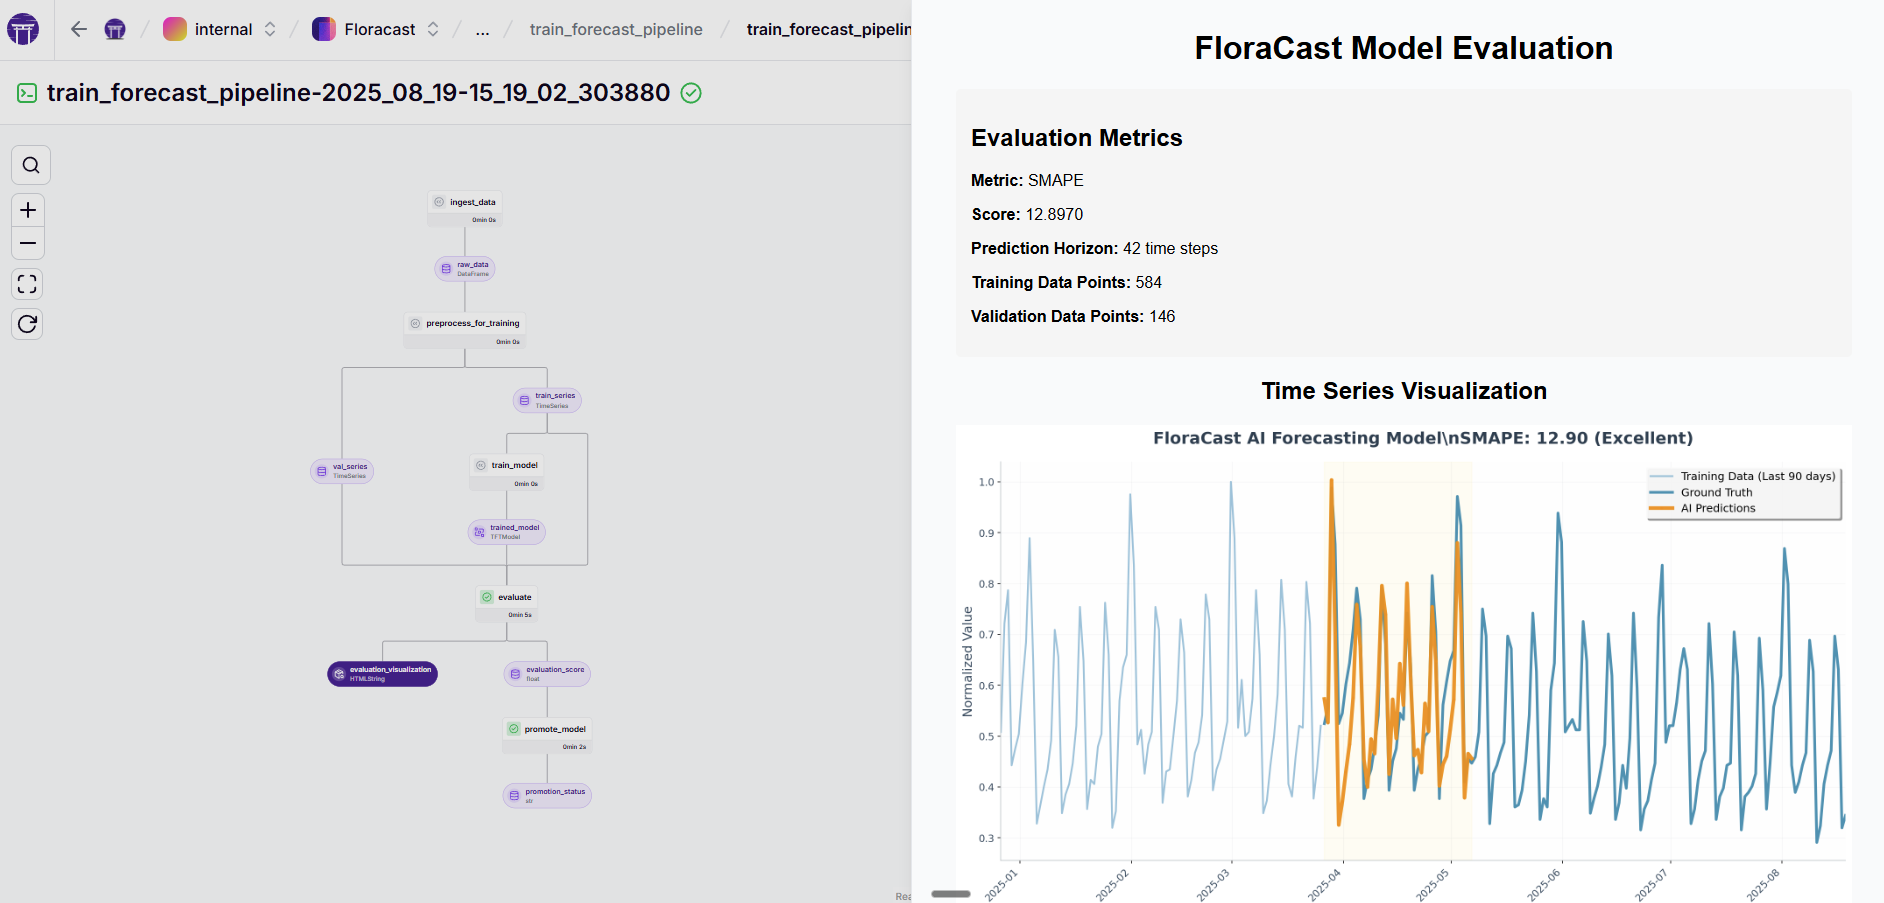 internal
Floracast
...
train_forecast_pipeline
train_forecast_pipelin
train_forecast_pipeline-2025_08_19-15_19_02_303880
ingest_data
0min 0s
raw_data
DataFrame
preprocess_for_training
0min 0s
train_series
TimeSeries
val_series
TimeSeries
train_model
0min 0s
trained_model
TFTModel
evaluate
0min 5s
evaluation_visualization
HTMLString
evaluation_score
float
promote_model
0min 2s
promotion_status
str
Rea
FloraCast Model Evaluation
Evaluation Metrics
Metric: SMAPE
Score: 12.8970
Prediction Horizon: 42 time steps
Training Data Points: 584
Validation Data Points: 146
Time Series Visualization
FloraCast AI Forecasting Model\nSMAPE: 12.90 (Excellent)
Training Data (Last 90 days)
Ground Truth
AI Predictions
Normalized Value
1.0
0.9
0.8
0.7
0.6
0.5
0.4
0.3
2025-01
2025-02
2025-03
2025-04
2025-05
2025-06
2025-07
2025-08